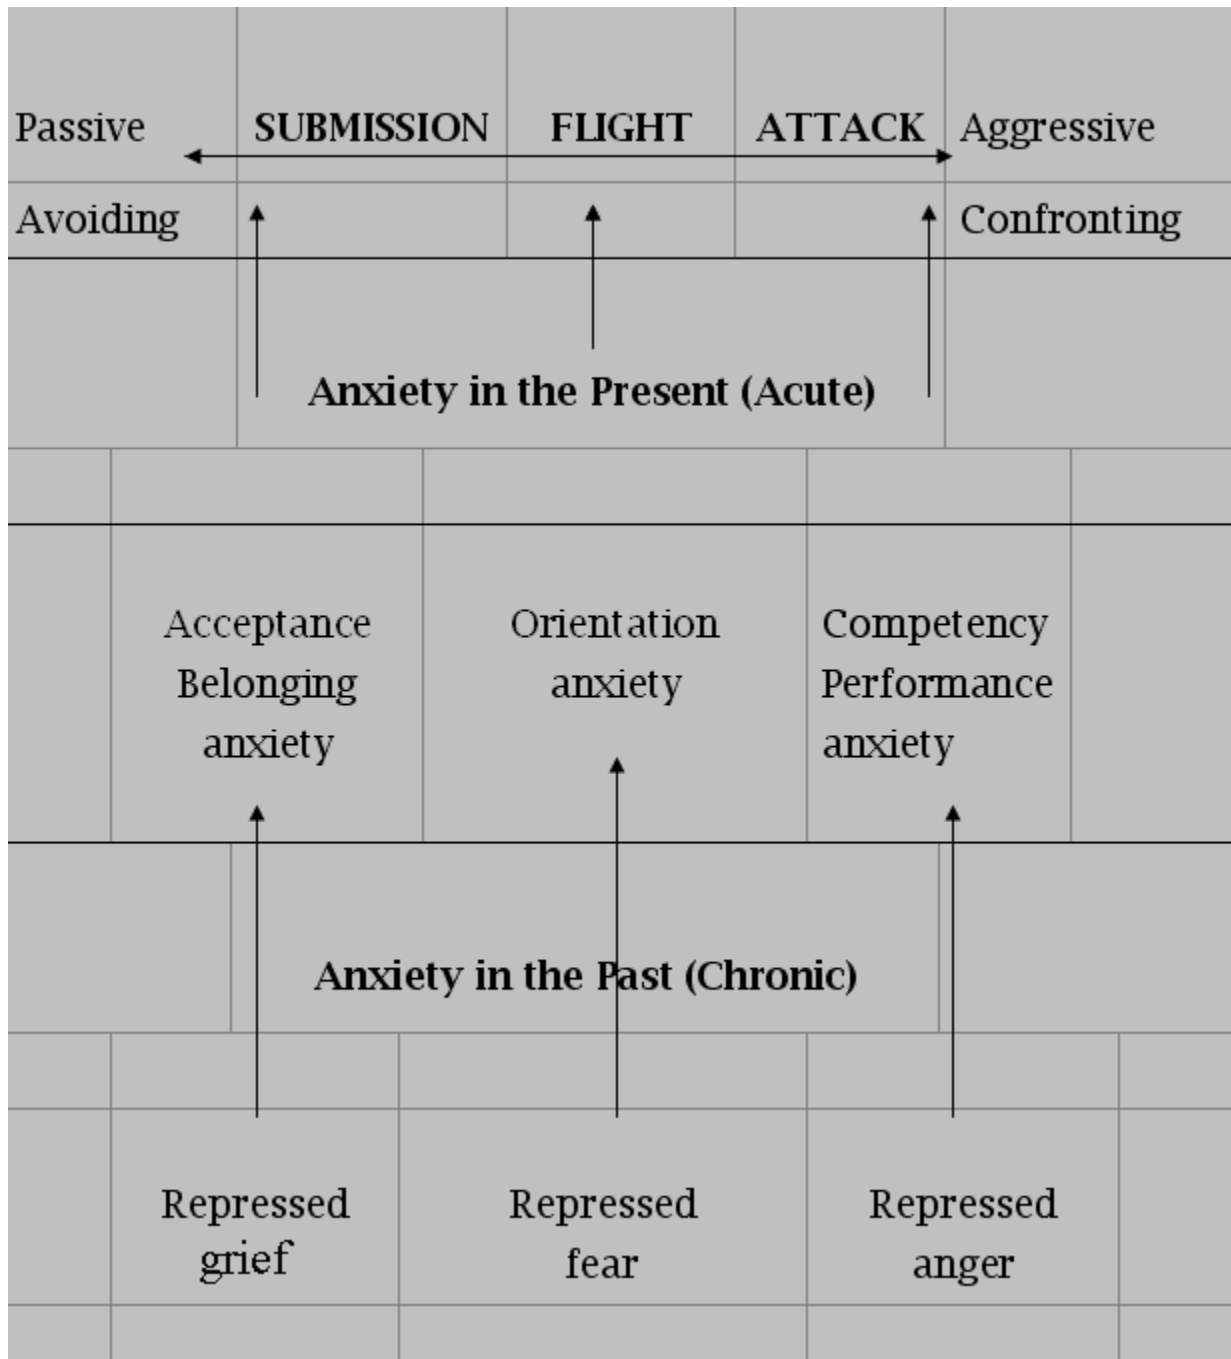 Passive SUBMISSION FLIGHT ATTACK Aggressive
Avoiding Confronting
Anxiety in the Present (Acute)
Acceptance Orientation Competency
Belonging anxiety Performance
anxiety anxiety
Anxiety in the Past (Chronic)
Repressed Repressed Repressed
grief fear anger